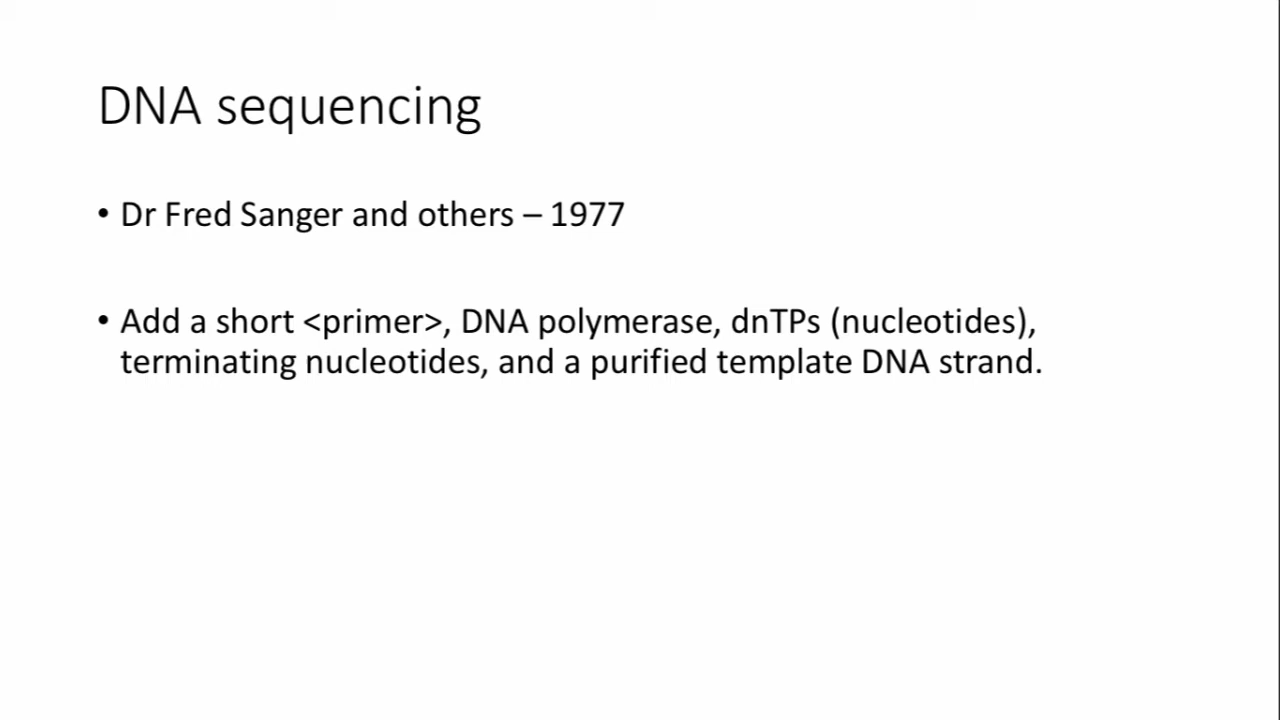 DNA sequencing
• Dr Fred Sanger and others – 1977
• Add a short <primer>, DNA polymerase, dnTPs (nucleotides),
terminating nucleotides, and a purified template DNA strand.